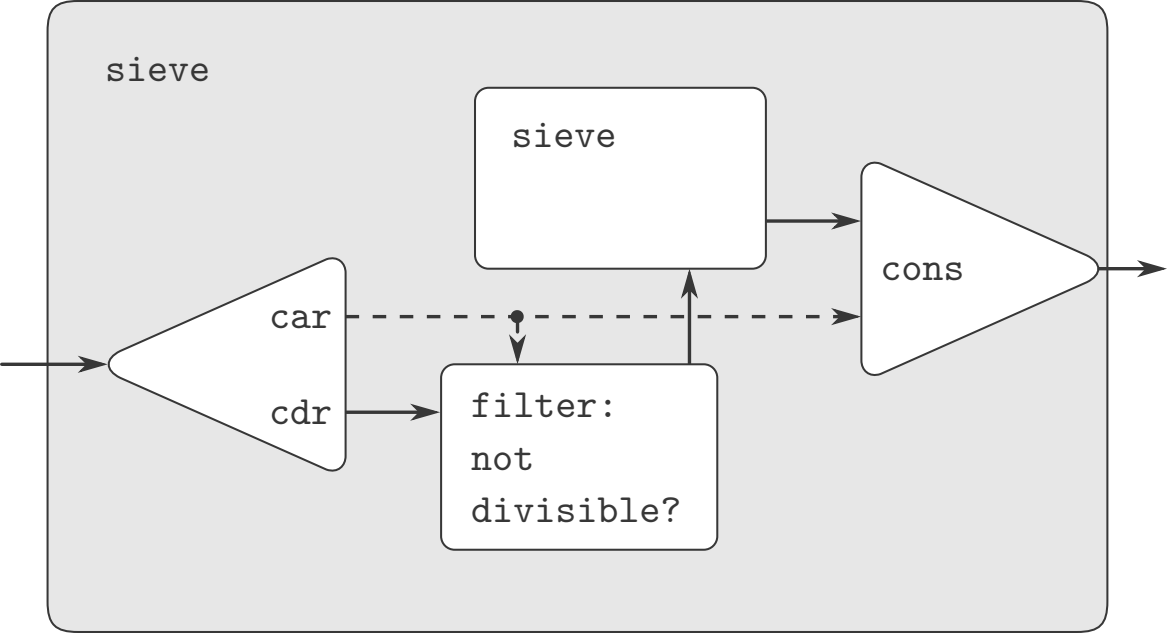 sieve
sieve
cons
car
cdr
filter:
not
divisible?